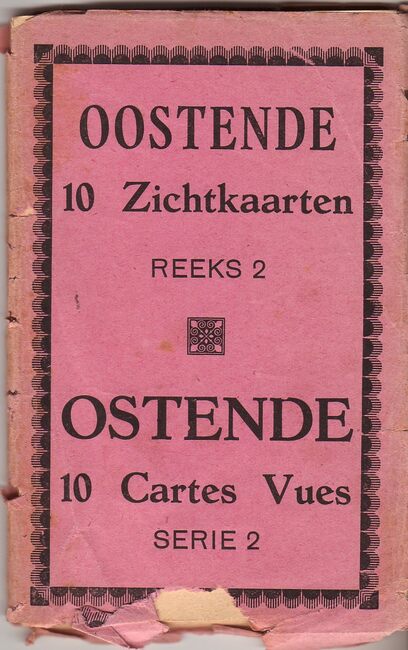 OOSTENDE
10 Zichtkaarten
REEKS 2
OSTENDE
10 Cartes Vues
SERIE 2